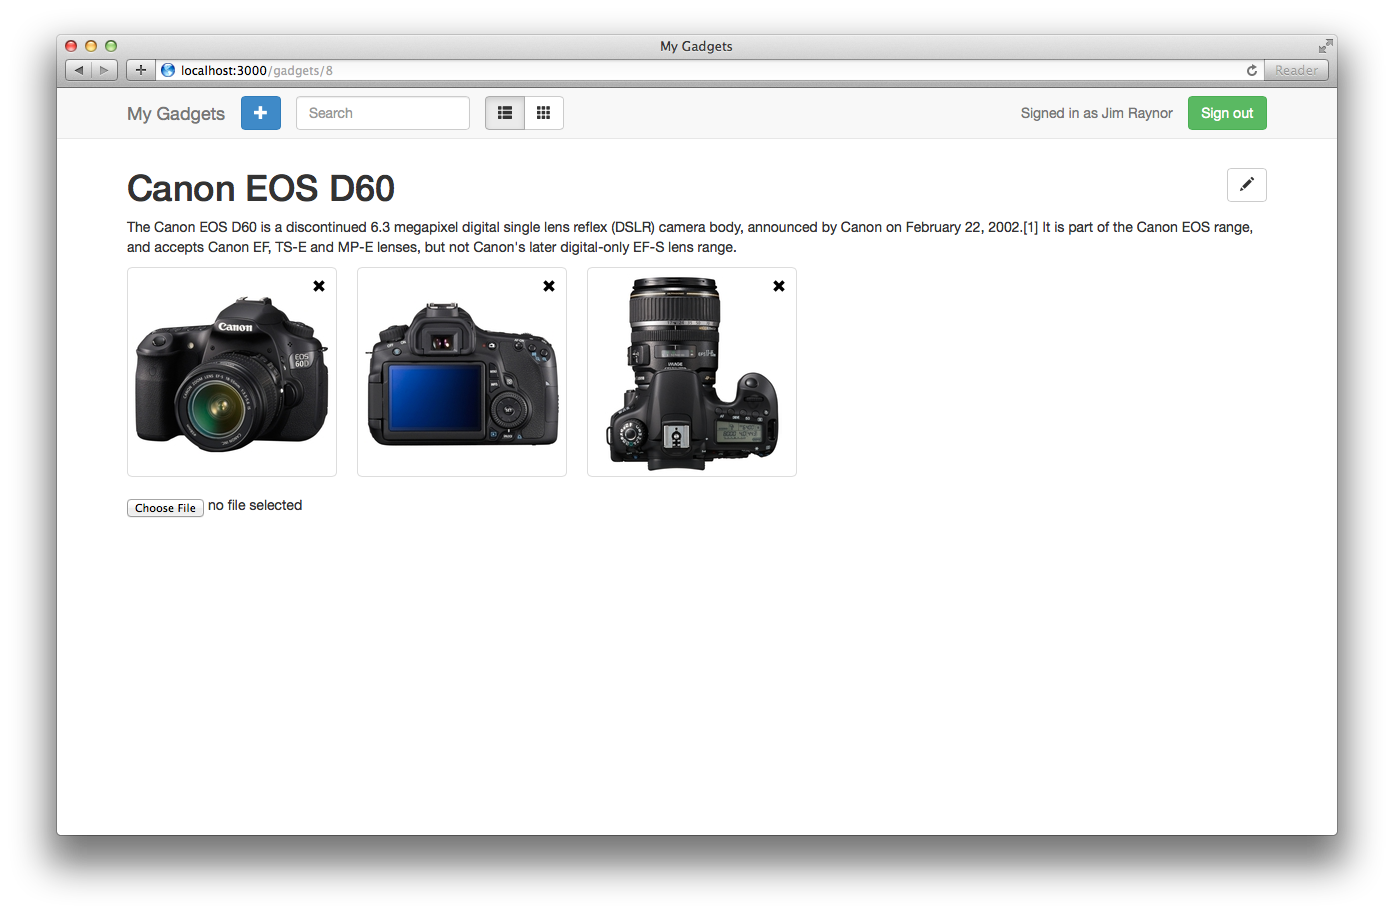 My Gadgets
localhost:3000/gadgets/8
Reader
My Gadgets
Search
Signed in as Jim Raynor
Sign out
Canon EOS D60
The Canon EOS D60 is a discontinued 6.3 megapixel digital single lens reflex (DSLR) camera body, announced by Canon on February 22, 2002.[1] It is part of the Canon EOS range,
and accepts Canon EF, TS-E and MP-E lenses, but not Canon's later digital-only EF-S lens range.
Canon
EOS
60D
Choose File no file selected